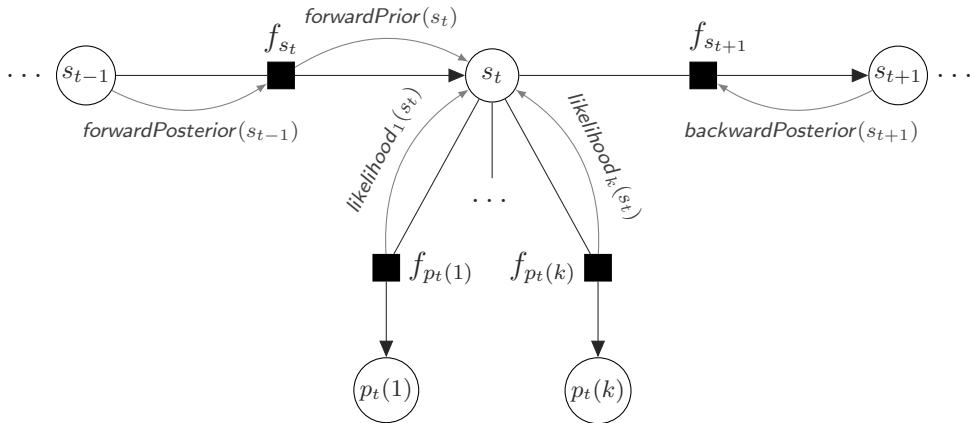 forwardPrior(s_t)
f_{s_t}
f_{s_{t+1}}
··· s_{t−1} s_t s_{t+1} ···
forwardPosterior(s_{t−1})
likelihood_1(s_t)
likelihood_k(s_t)
backwardPosterior(s_{t+1})
···
f_{p_t(1)} f_{p_t(k)}
p_t(1) p_t(k)